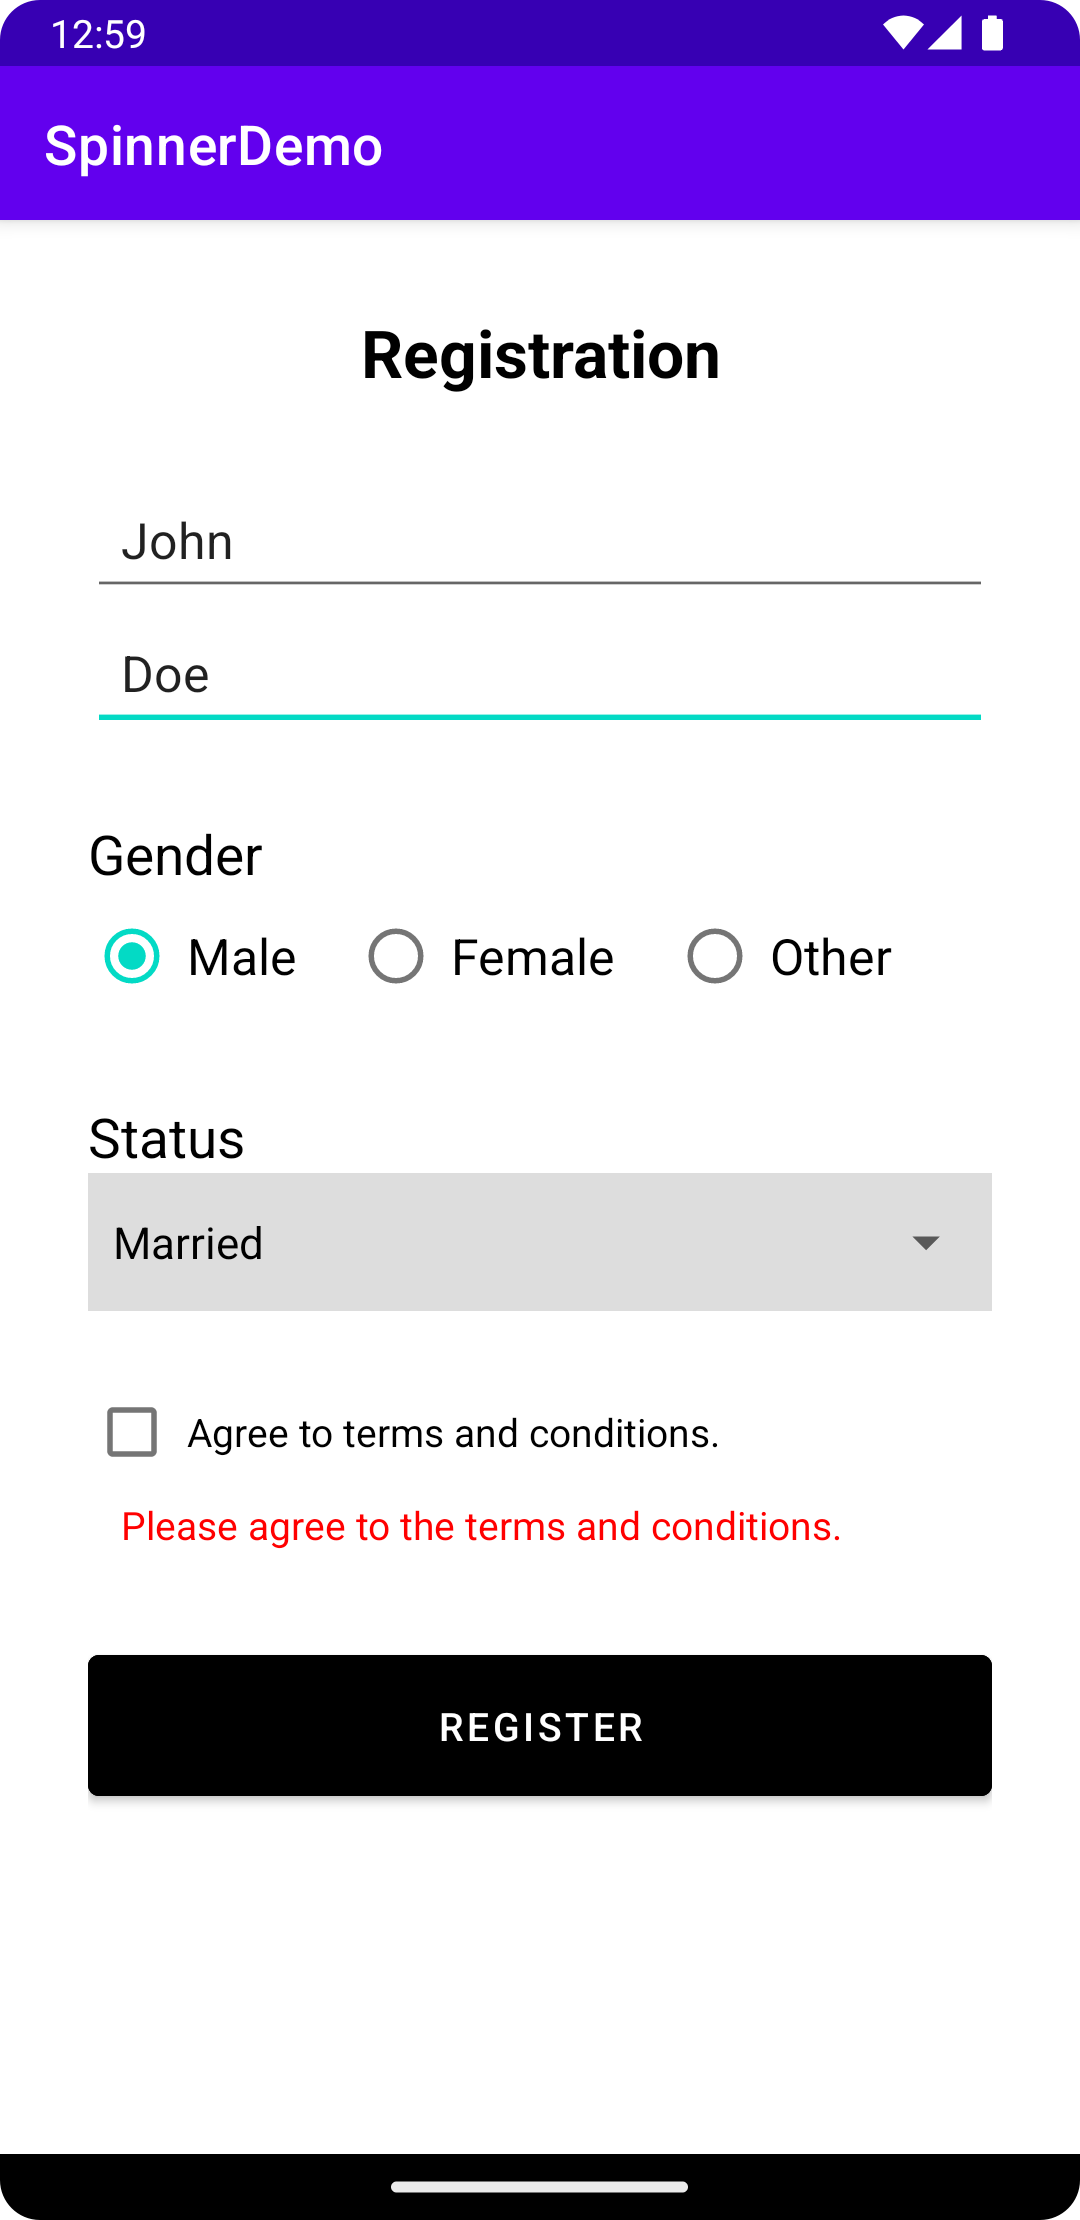 12:59
SpinnerDemo
Registration
John
Doe
Gender
Male Female Other
Status
Married
Agree to terms and conditions.
Please agree to the terms and conditions.
REGISTER